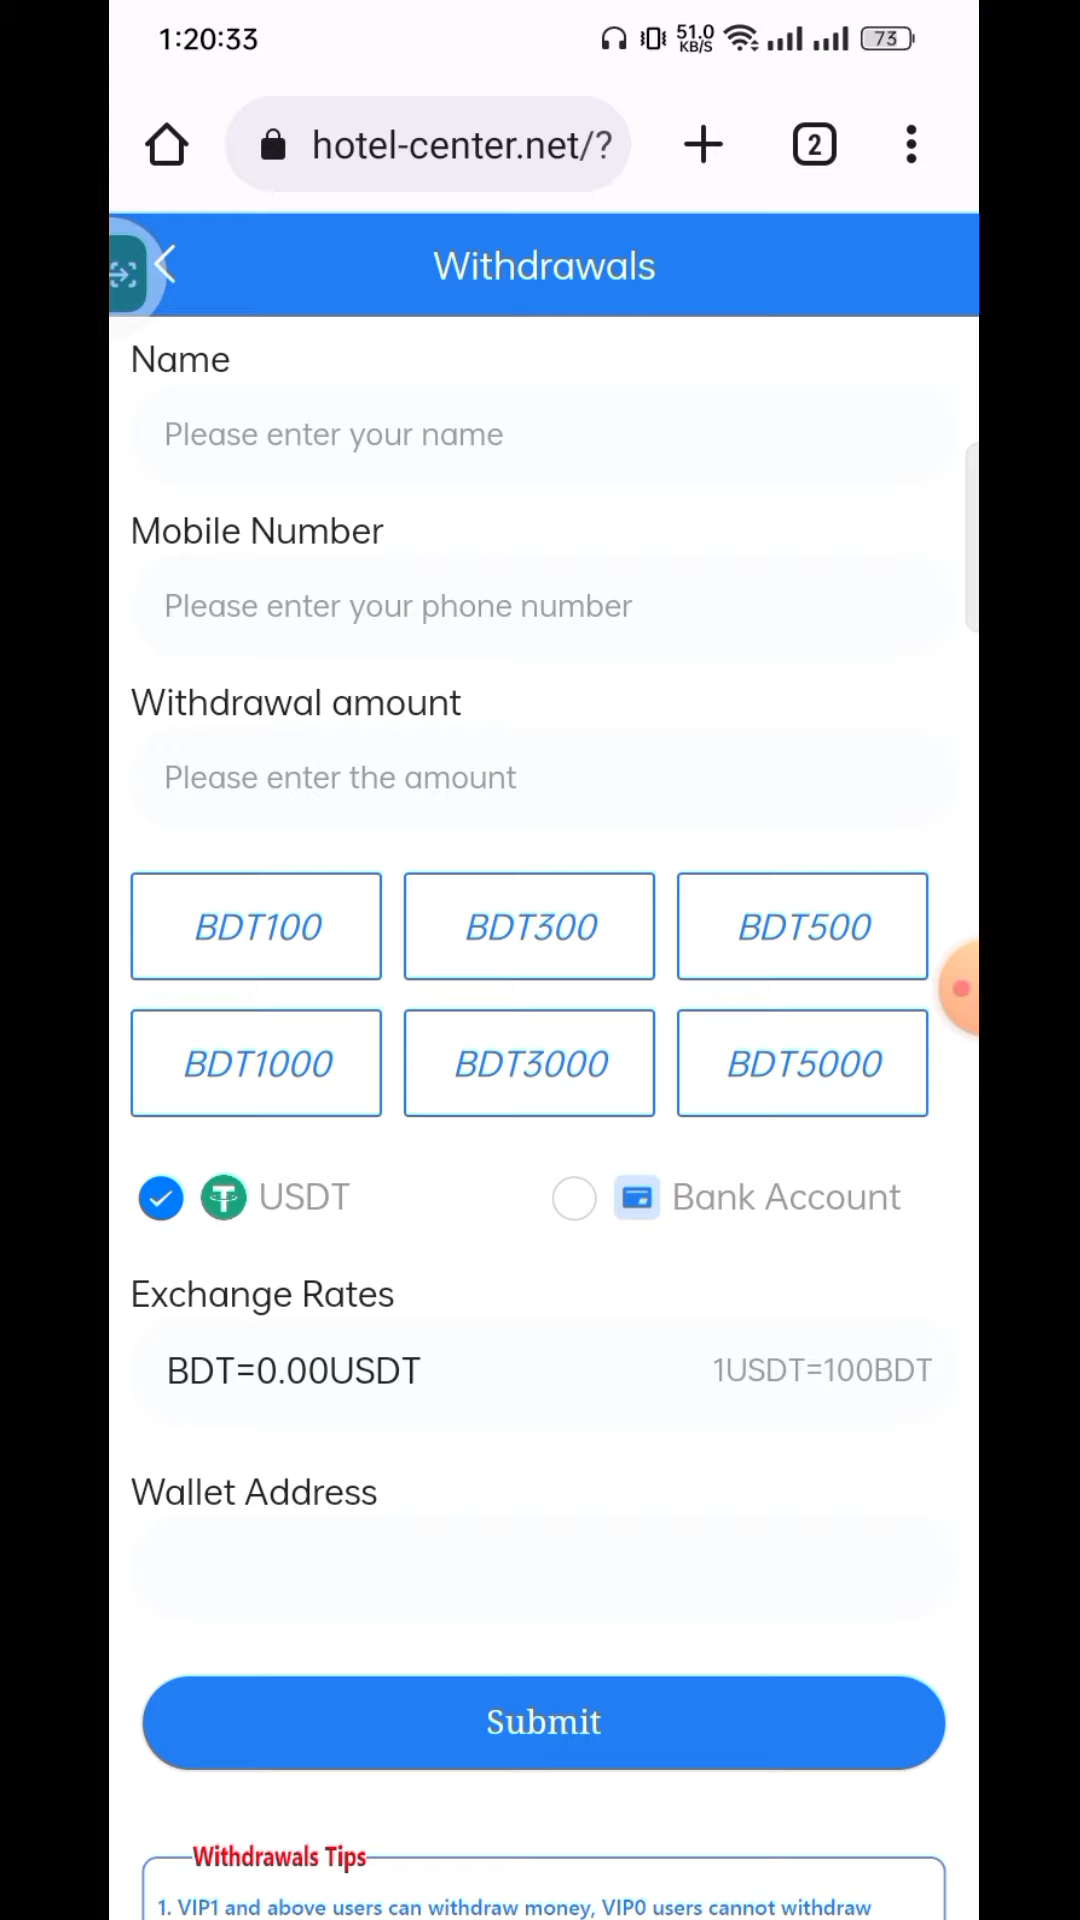 1:20:33
51.0
KB/S
73
hotel-center.net/?
2
Withdrawals
Name
Please enter your name
Mobile Number
Please enter your phone number
Withdrawal amount
Please enter the amount
BDT100 BDT300 BDT500
BDT1000 BDT3000 BDT5000
USDT Bank Account
Exchange Rates
BDT=0.00USDT 1USDT=100BDT
Wallet Address
Submit
Withdrawals Tips
1. VIP1 and above users can withdraw money, VIP0 users cannot withdraw